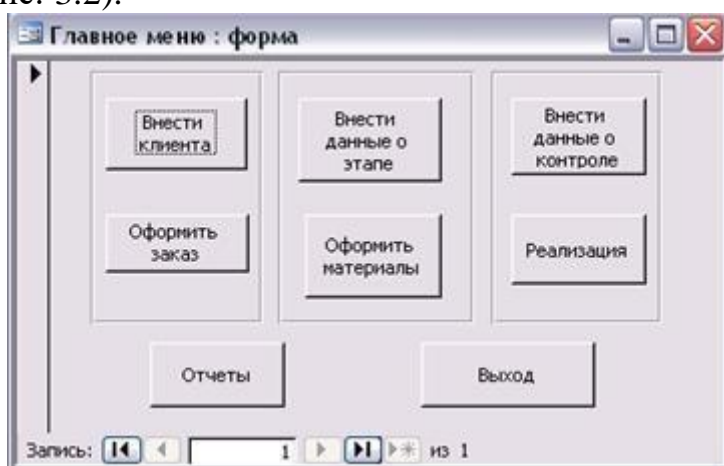 рис. 3.2).
Главное меню : форма
Внести
клиента
Внести
данные о
этапе
Внести
данные о
контроле
Оформить
заказ
Оформить
материалы
Реализация
Отчеты
Выход
Запись: 1 из 1